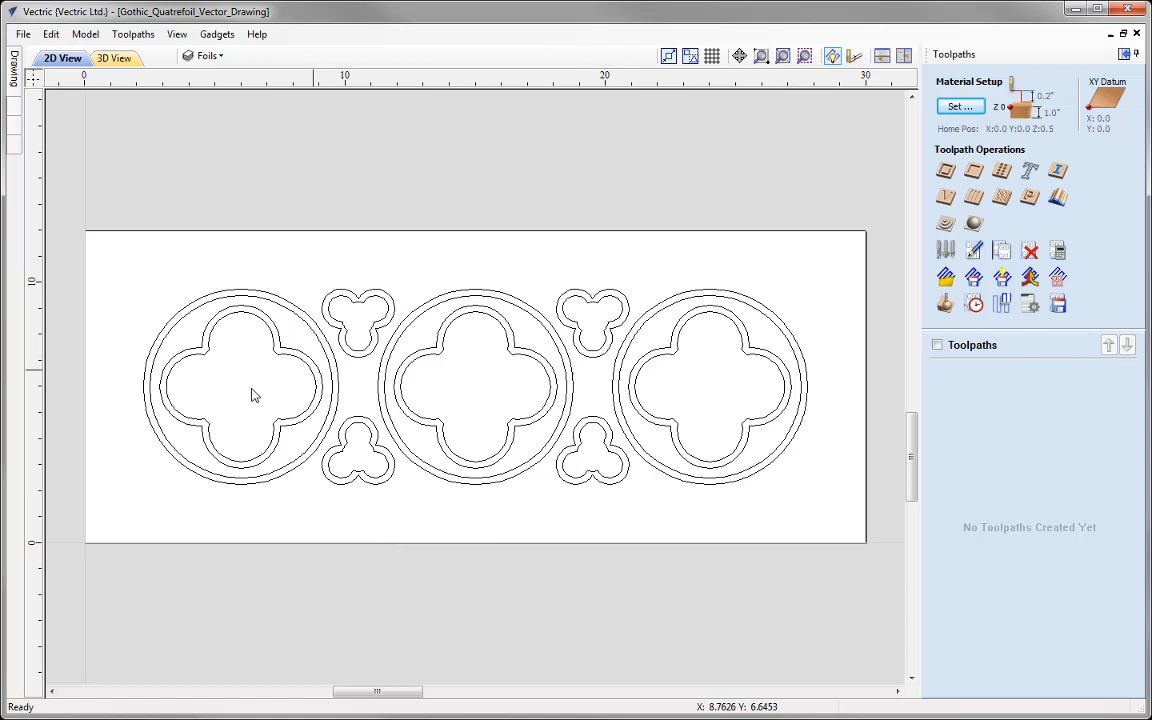 Vectric {Vectric Ltd.} - [Gothic_Quatrefoil_Vector_Drawing]
File Edit Model Toolpaths View Gadgets Help
2D View 3D View Foils
Drawing
0 10 20 30
10
0
Toolpaths
Material Setup
Set ...
Z 0
0.2"
1.0"
Home Pos: X:0.0 Y:0.0 Z:0.5
XY Datum
X: 0.0
Y: 0.0
Toolpath Operations
Toolpaths
No Toolpaths Created Yet
Ready
X: 8.7626 Y: 6.6453